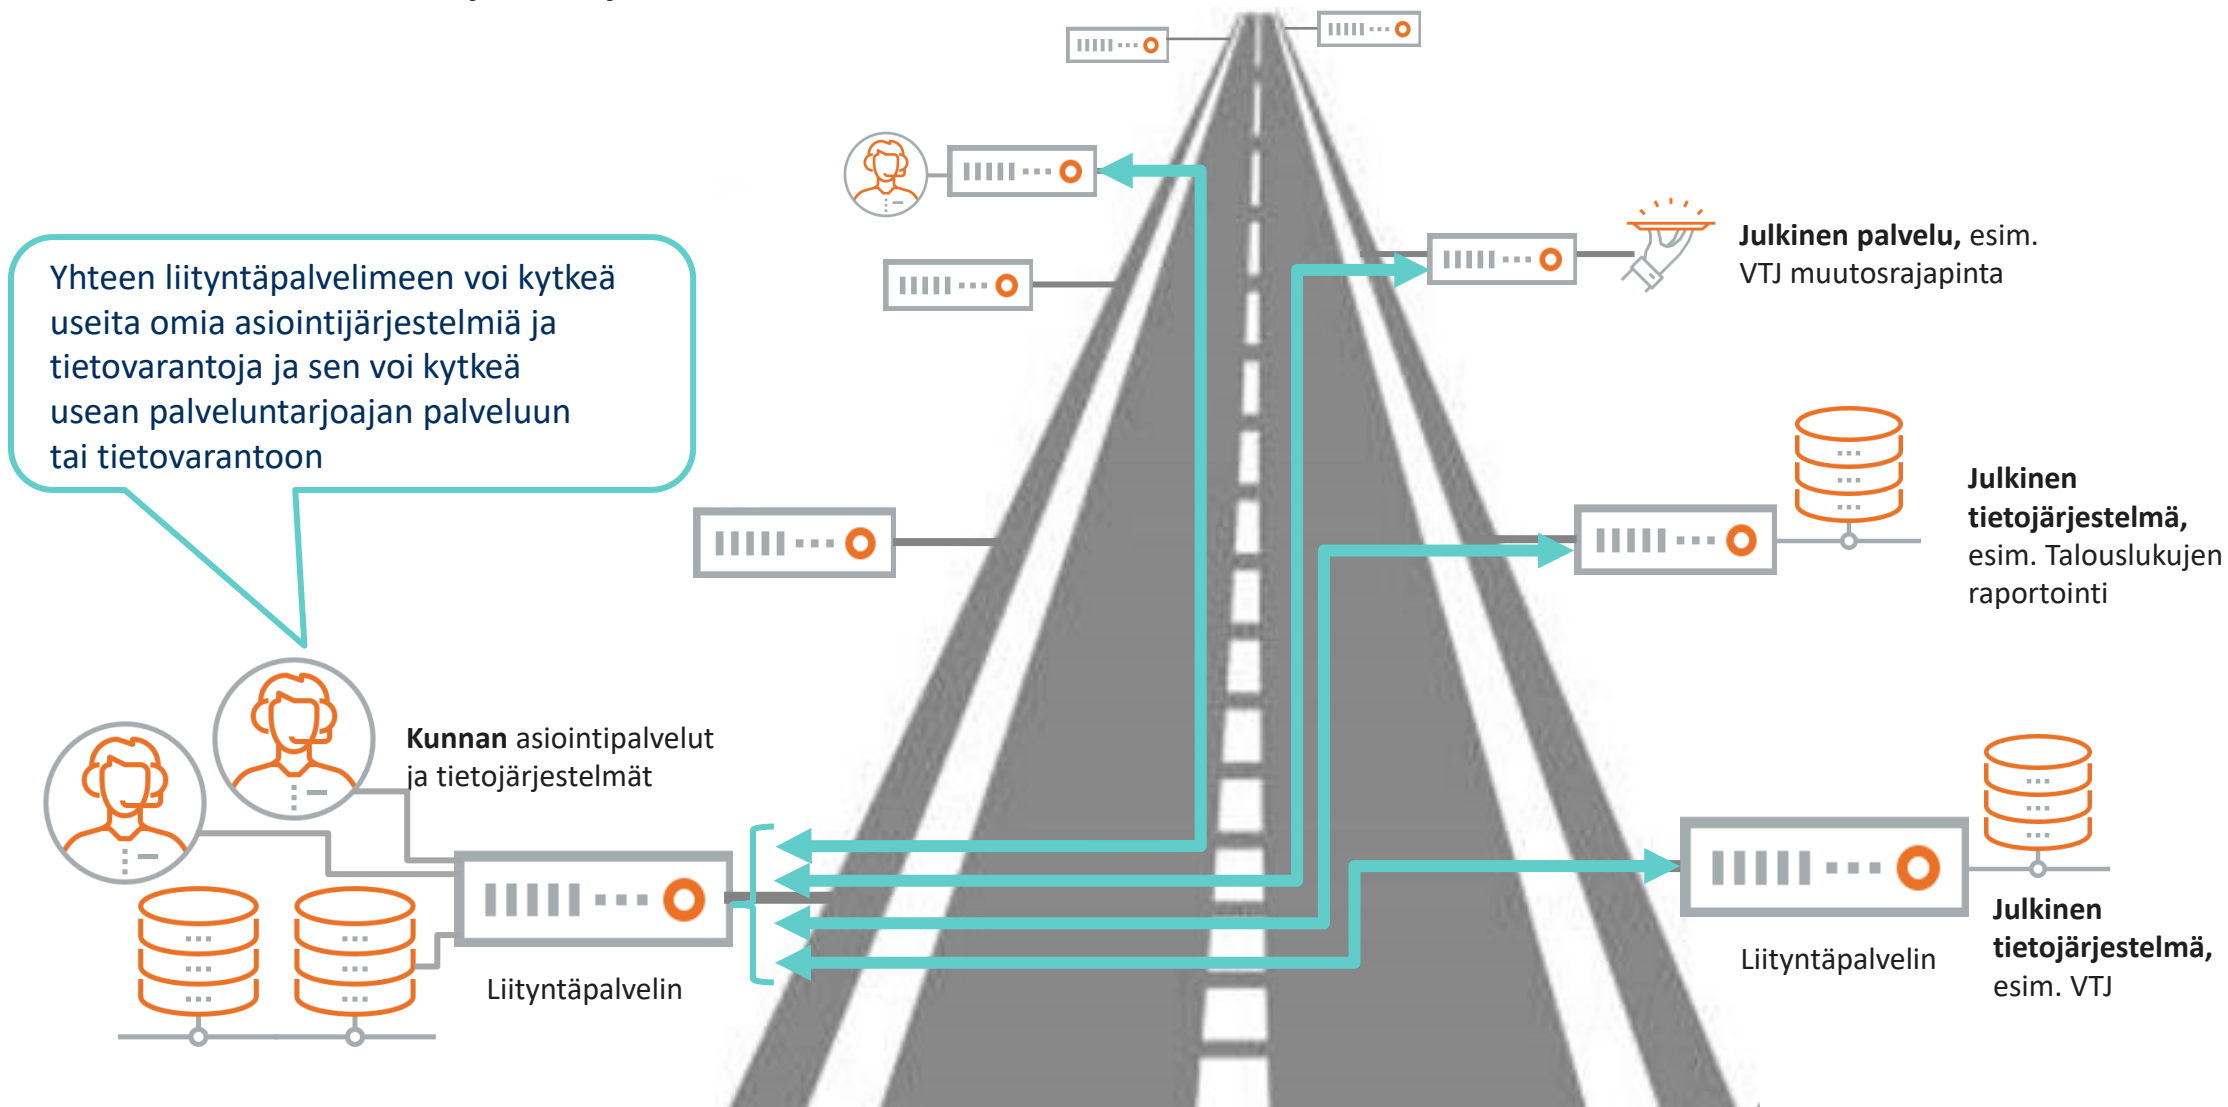 Yhteen liityntäpalvelimeen voi kytkeä
useita omia asiointijärjestelmiä ja
tietovarantoja ja sen voi kytkeä
usean palveluntarjoajan palveluun
tai tietovarantoon
Julkinen palvelu, esim.
VTJ muutosrajapinta
Julkinen
tietojärjestelmä,
esim. Talouslukujen
raportointi
Kunnan asiointipalvelut
ja tietojärjestelmät
Liityntäpalvelin
Liityntäpalvelin
Julkinen
tietojärjestelmä,
esim. VTJ